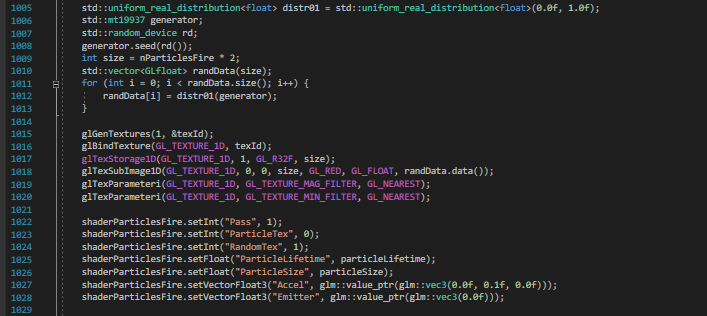 1005 std::uniform_real_distribution<float> distr01 = std::uniform_real_distribution<float>(0.0f, 1.0f);
1006 std::mt19937 generator;
1007 std::random_device rd;
1008 generator.seed(rd());
1009 int size = nParticlesFire * 2;
1010 std::vector<GLfloat> randData(size);
1011 for (int i = 0; i < randData.size(); i++) {
1012 randData[i] = distr01(generator);
1013 }
1014
1015 glGenTextures(1, &texId);
1016 glBindTexture(GL_TEXTURE_1D, texId);
1017 glTexStorage1D(GL_TEXTURE_1D, 1, GL_R32F, size);
1018 glTexSubImage1D(GL_TEXTURE_1D, 0, 0, size, GL_RED, GL_FLOAT, randData.data());
1019 glTexParameteri(GL_TEXTURE_1D, GL_TEXTURE_MAG_FILTER, GL_NEAREST);
1020 glTexParameteri(GL_TEXTURE_1D, GL_TEXTURE_MIN_FILTER, GL_NEAREST);
1021
1022 shaderParticlesFire.setInt("Pass", 1);
1023 shaderParticlesFire.setInt("ParticleTex", 0);
1024 shaderParticlesFire.setInt("RandomTex", 1);
1025 shaderParticlesFire.setFloat("ParticleLifetime", particleLifetime);
1026 shaderParticlesFire.setFloat("ParticleSize", particleSize);
1027 shaderParticlesFire.setVectorFloat3("Accel", glm::value_ptr(glm::vec3(0.0f, 0.1f, 0.0f)));
1028 shaderParticlesFire.setVectorFloat3("Emitter", glm::value_ptr(glm::vec3(0.0f)));
1029